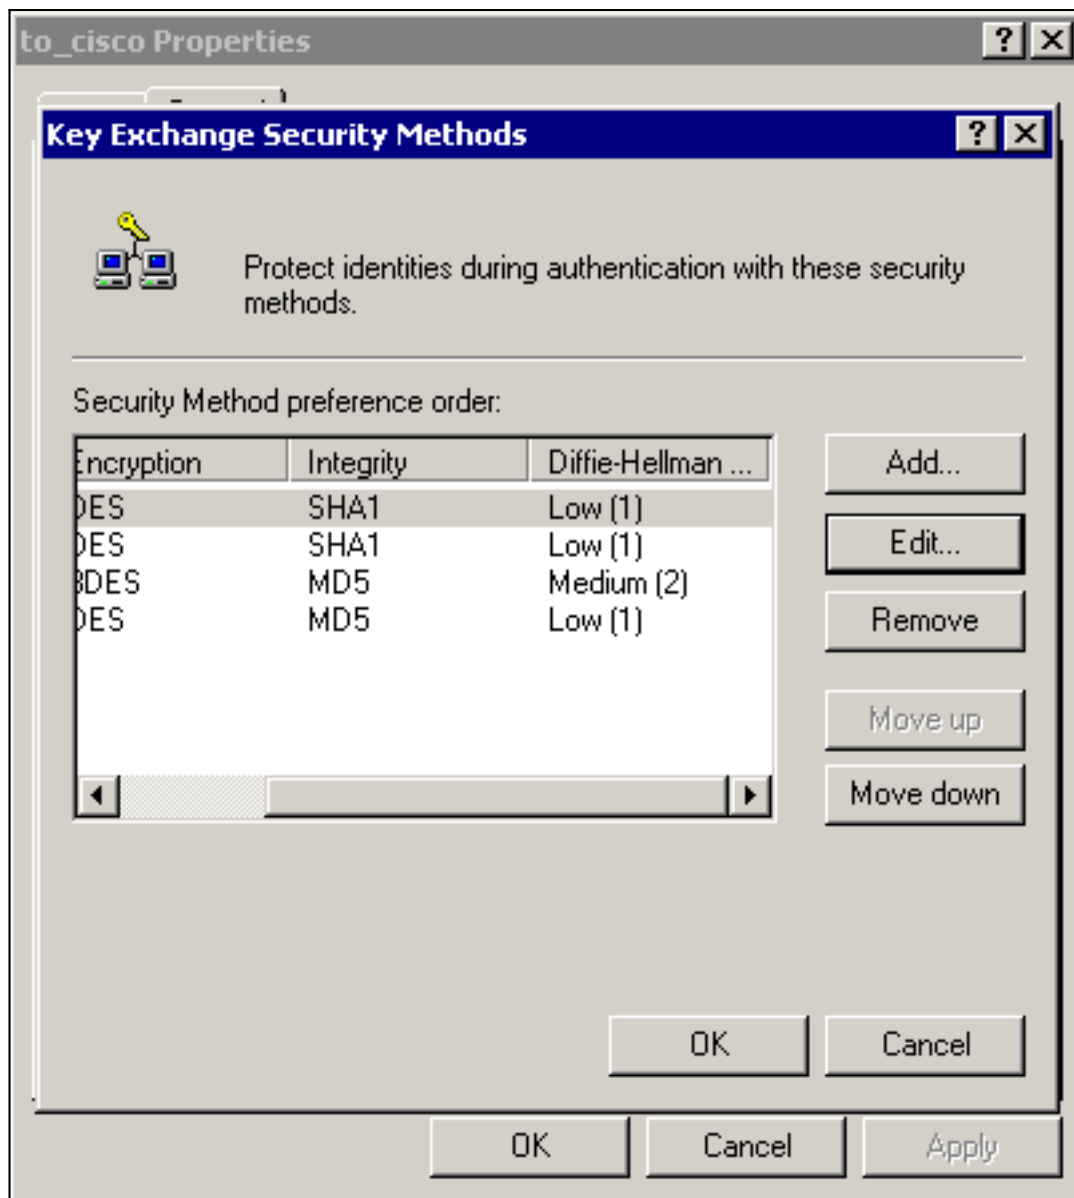 to_cisco Properties
Key Exchange Security Methods
Protect identities during authentication with these security
methods.
Security Method preference order:
Encryption Integrity Diffie-Hellman ...
DES SHA1 Low (1)
DES SHA1 Low (1)
3DES MD5 Medium (2)
DES MD5 Low (1)
Add...
Edit...
Remove
Move up
Move down
OK Cancel
OK Cancel Apply